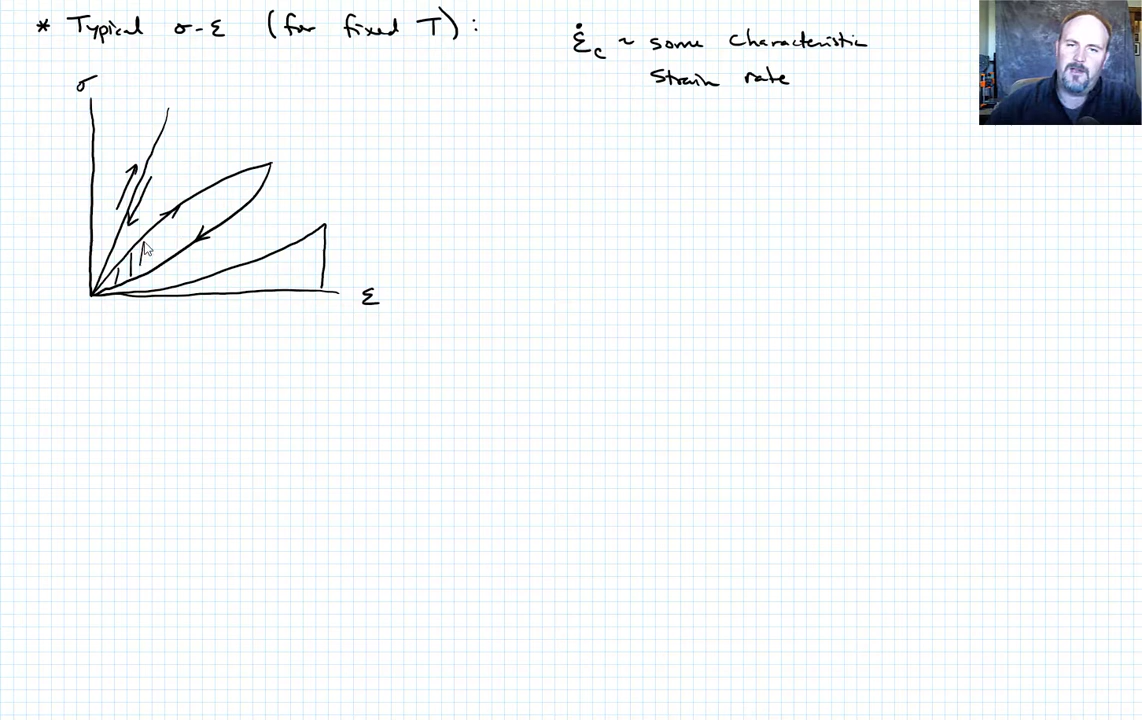 * Typical σ-ε (for fixed T):
ε̇c ~ some characteristic
strain rate
σ
ε